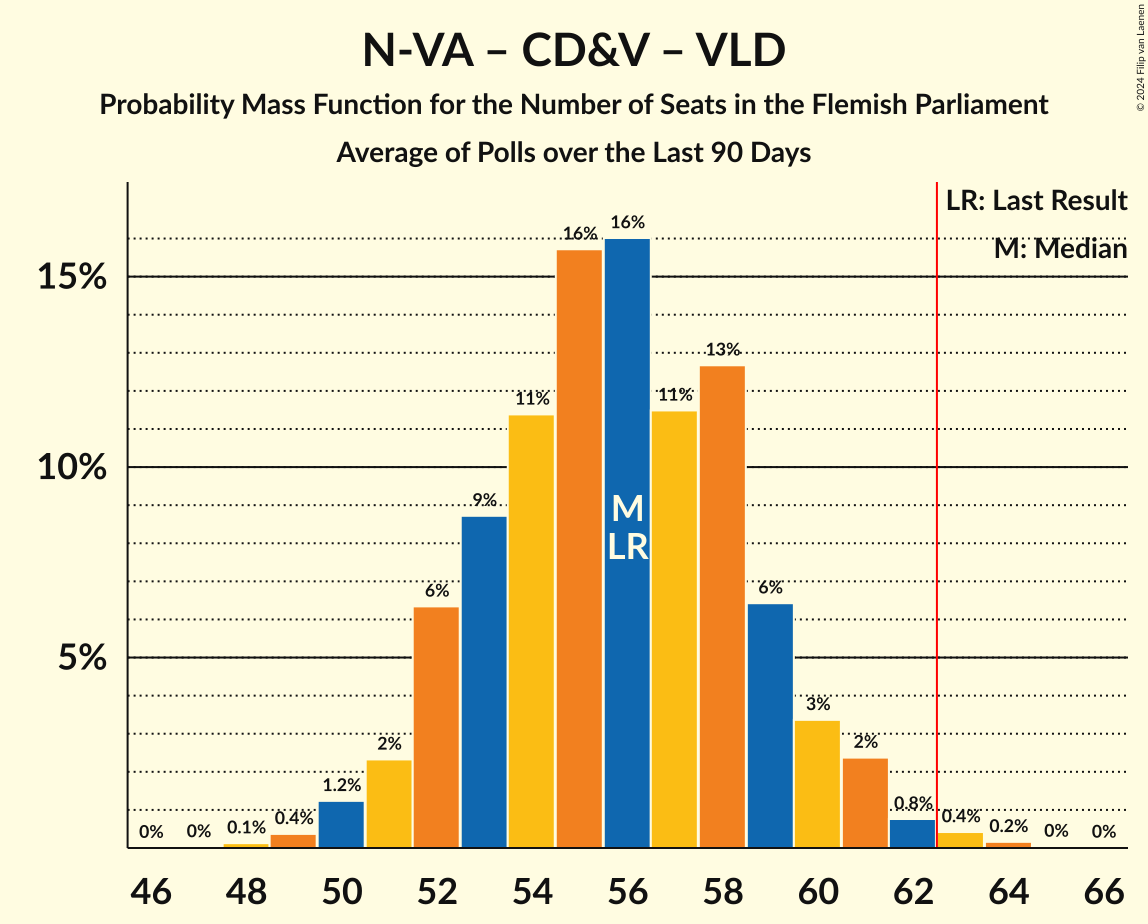 N-VA – CD&V – VLD
Probability Mass Function for the Number of Seats in the Flemish Parliament
Average of Polls over the Last 90 Days
© 2024 Filip van Laenen
LR: Last Result
M: Median
15%
10%
5%
0%
0%
0.1%
0.4%
1.2%
2%
6%
9%
11%
16%
16%
11%
13%
6%
3%
2%
0.8%
0.4%
0.2%
0%
0%
M
LR
46 48 50 52 54 56 58 60 62 64 66